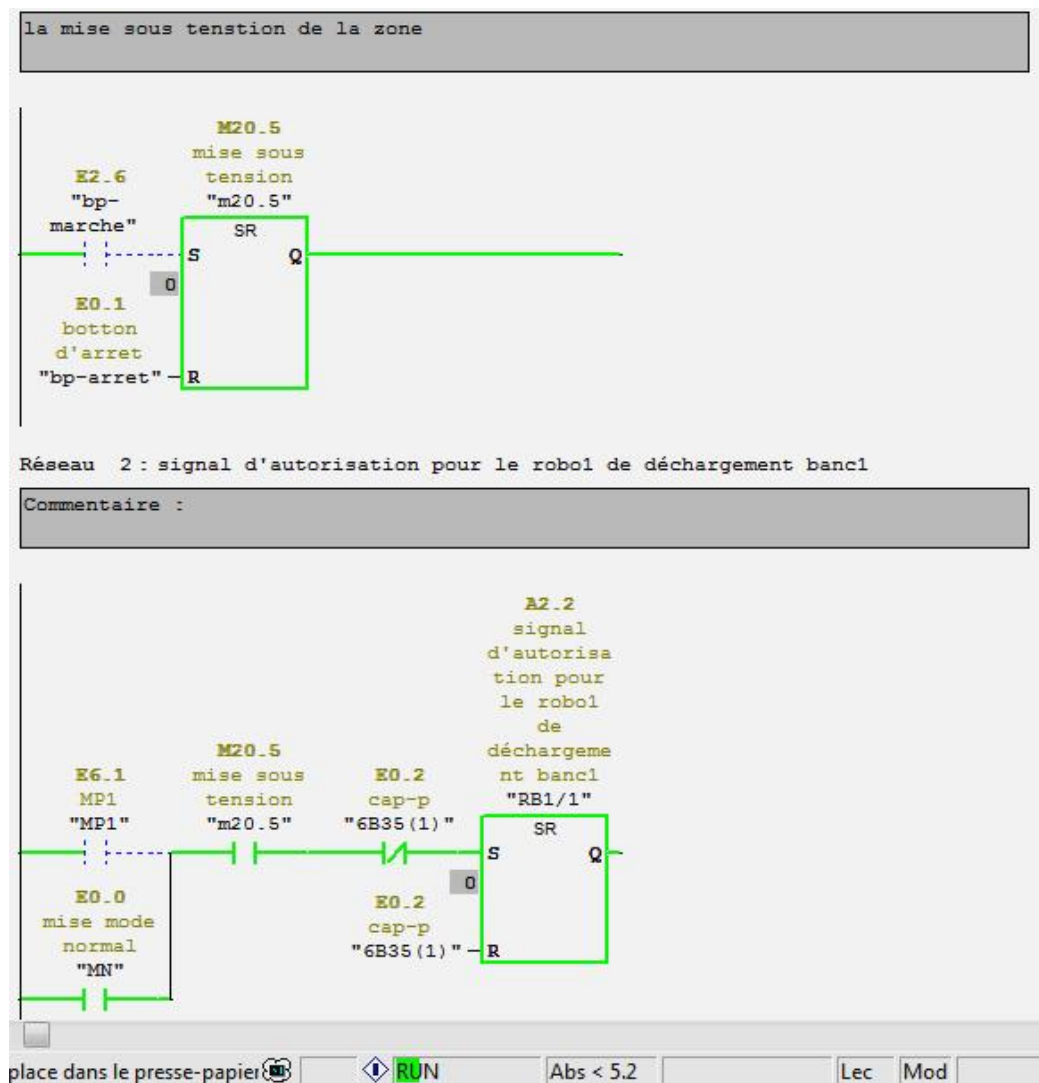 la mise sous tenstion de la zone
M20.5
mise sous
tension
"m20.5"
E2.6
"bp-
marche"
SR
S
Q
0
E0.1
botton
d'arret
"bp-arret"
R
Réseau 2 : signal d'autorisation pour le robo1 de déchargement banc1
Commentaire :
A2.2
signal
d'autorisa
tion pour
le robo1
de
déchargeme
nt banc1
"RB1/1"
E6.1
MP1
"MP1"
M20.5
mise sous
tension
"m20.5"
E0.2
cap-p
"6B35(1)"
SR
S
Q
0
E0.0
mise mode
normal
"MN"
E0.2
cap-p
"6B35(1)"
R
place dans le presse-papier
RUN
Abs < 5.2
Lec
Mod